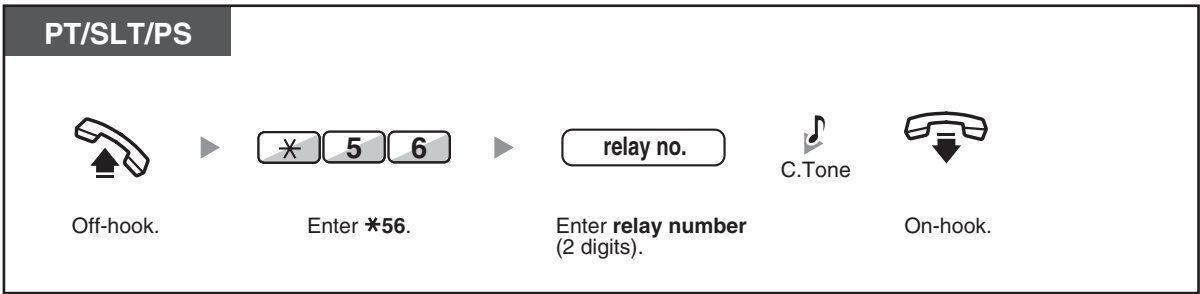 PT/SLT/PS
* 5 6
relay no.
C.Tone
Off-hook.
Enter *56.
Enter relay number
(2 digits).
On-hook.